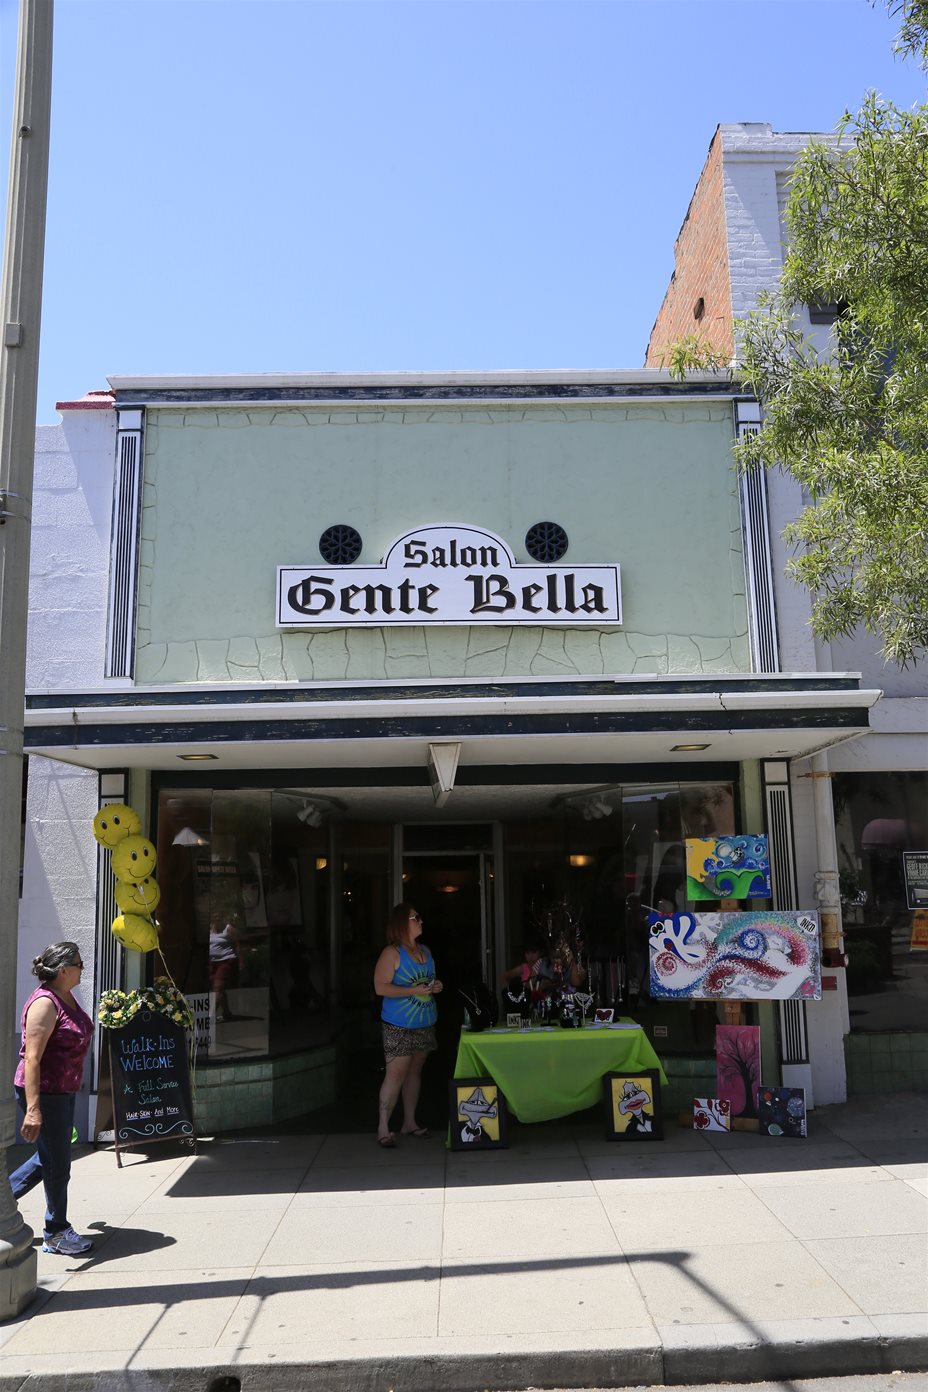 Salon
Gente Bella
Walk-Ins
WELCOME
A Full Service
Salon
HAIR-SKIN-And More